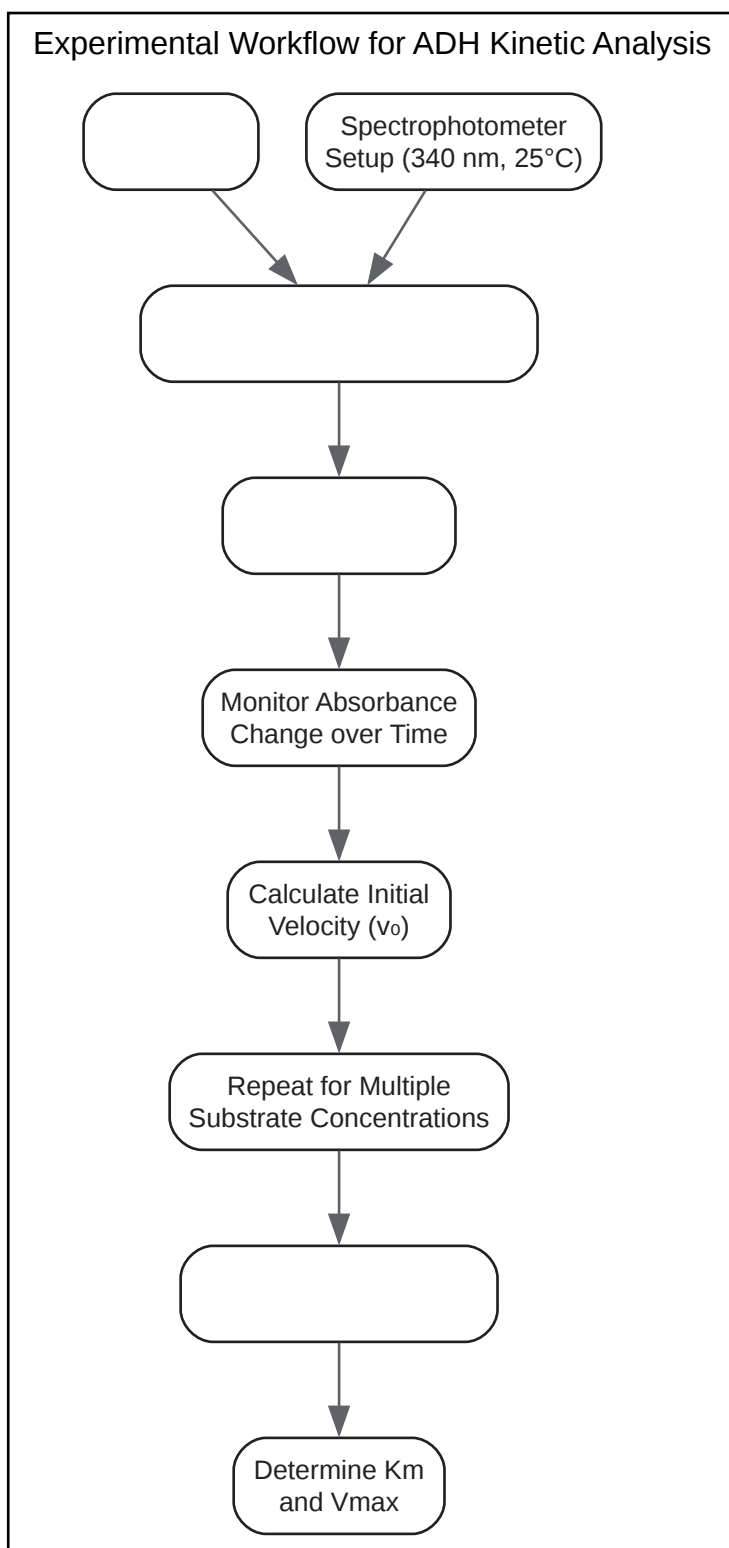 Experimental Workflow for ADH Kinetic Analysis
Spectrophotometer
Setup (340 nm, 25°C)
Monitor Absorbance
Change over Time
Calculate Initial
Velocity (v₀)
Repeat for Multiple
Substrate Concentrations
Determine Km
and Vmax